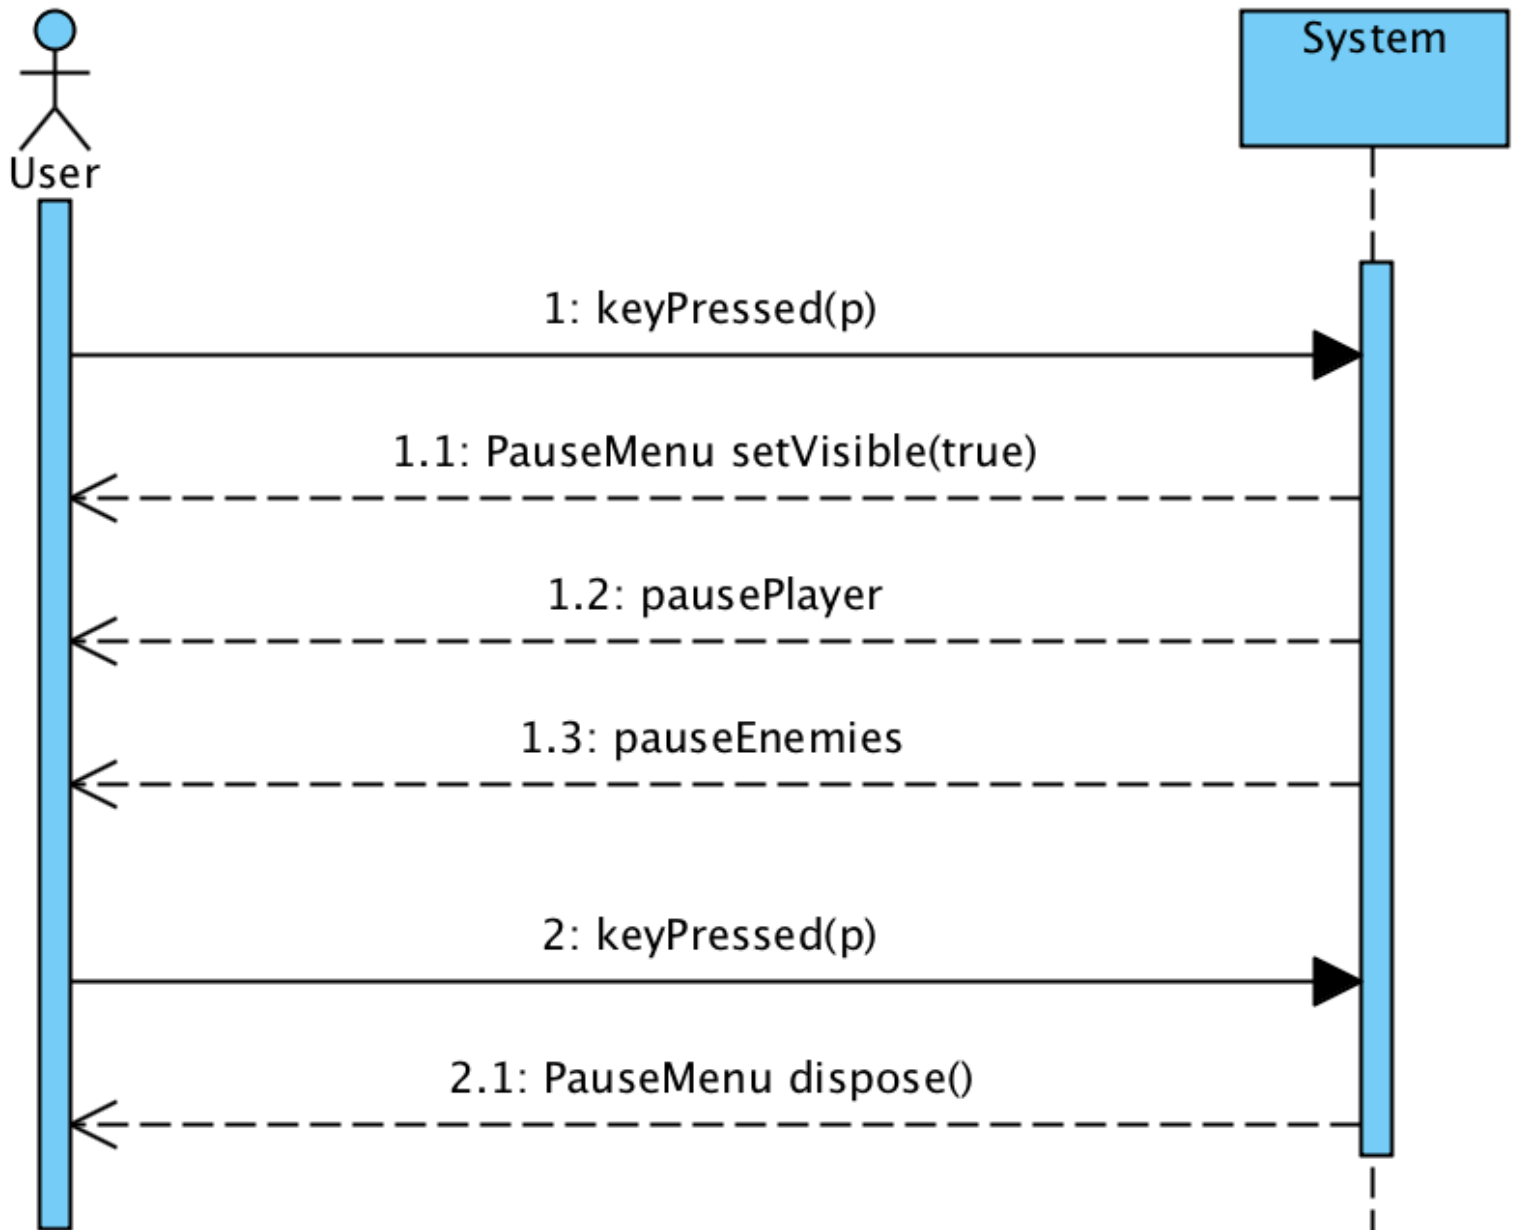 System
User
1: keyPressed(p)
1.1: PauseMenu setVisible(true)
1.2: pausePlayer
1.3: pauseEnemies
2: keyPressed(p)
2.1: PauseMenu dispose()